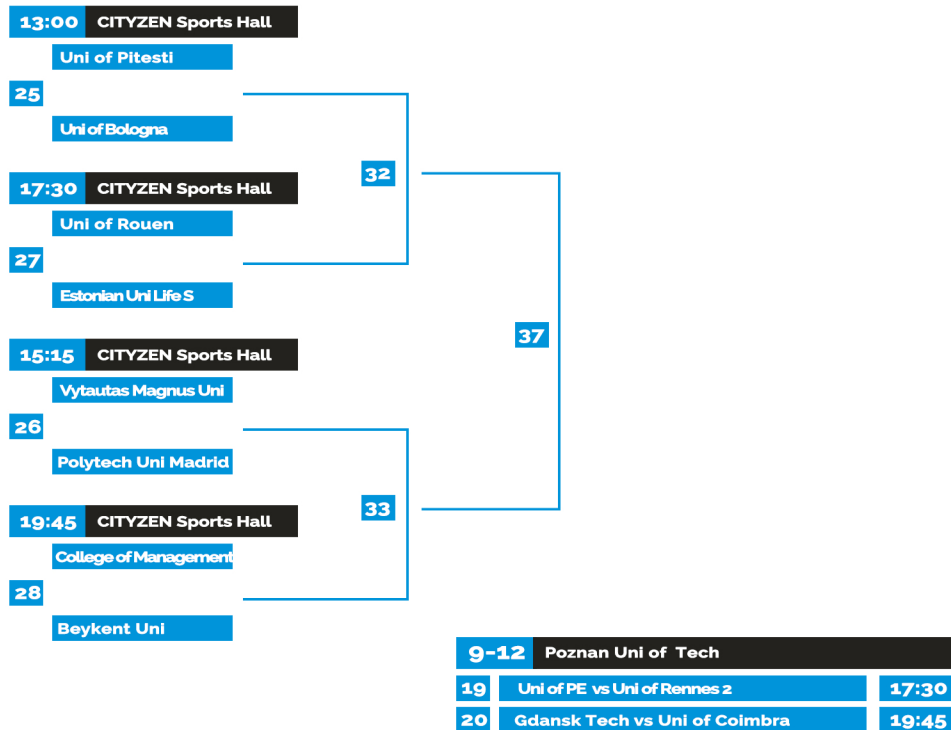 13:00 CITYZEN Sports Hall
Uni of Pitesti
25
Uni of Bologna
32
17:30 CITYZEN Sports Hall
Uni of Rouen
27
Estonian Uni Life S
37
15:15 CITYZEN Sports Hall
Vytautas Magnus Uni
26
Polytech Uni Madrid
33
19:45 CITYZEN Sports Hall
College of Management
28
Beykent Uni
9-12 Poznan Uni of Tech
19 Uni of PE vs Uni of Rennes 2 17:30
20 Gdansk Tech vs Uni of Coimbra 19:45